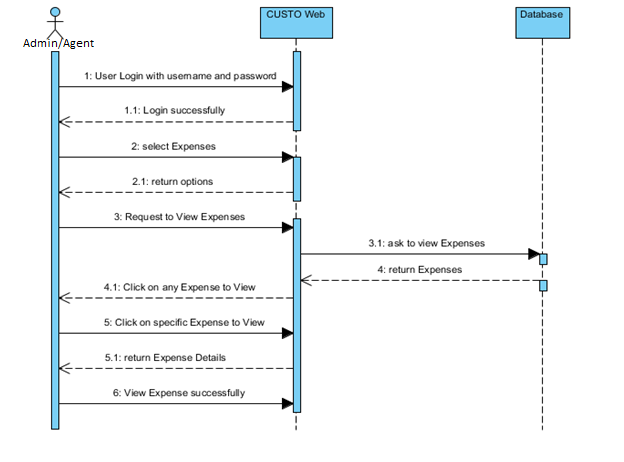 CUSTO Web
Database
Admin/Agent
1: User Login with username and password
1.1: Login successfully
2: select Expenses
2.1: return options
3: Request to View Expenses
3.1: ask to view Expenses
4: return Expenses
4.1: Click on any Expense to View
5: Click on specific Expense to View
5.1: return Expense Details
6: View Expense successfully